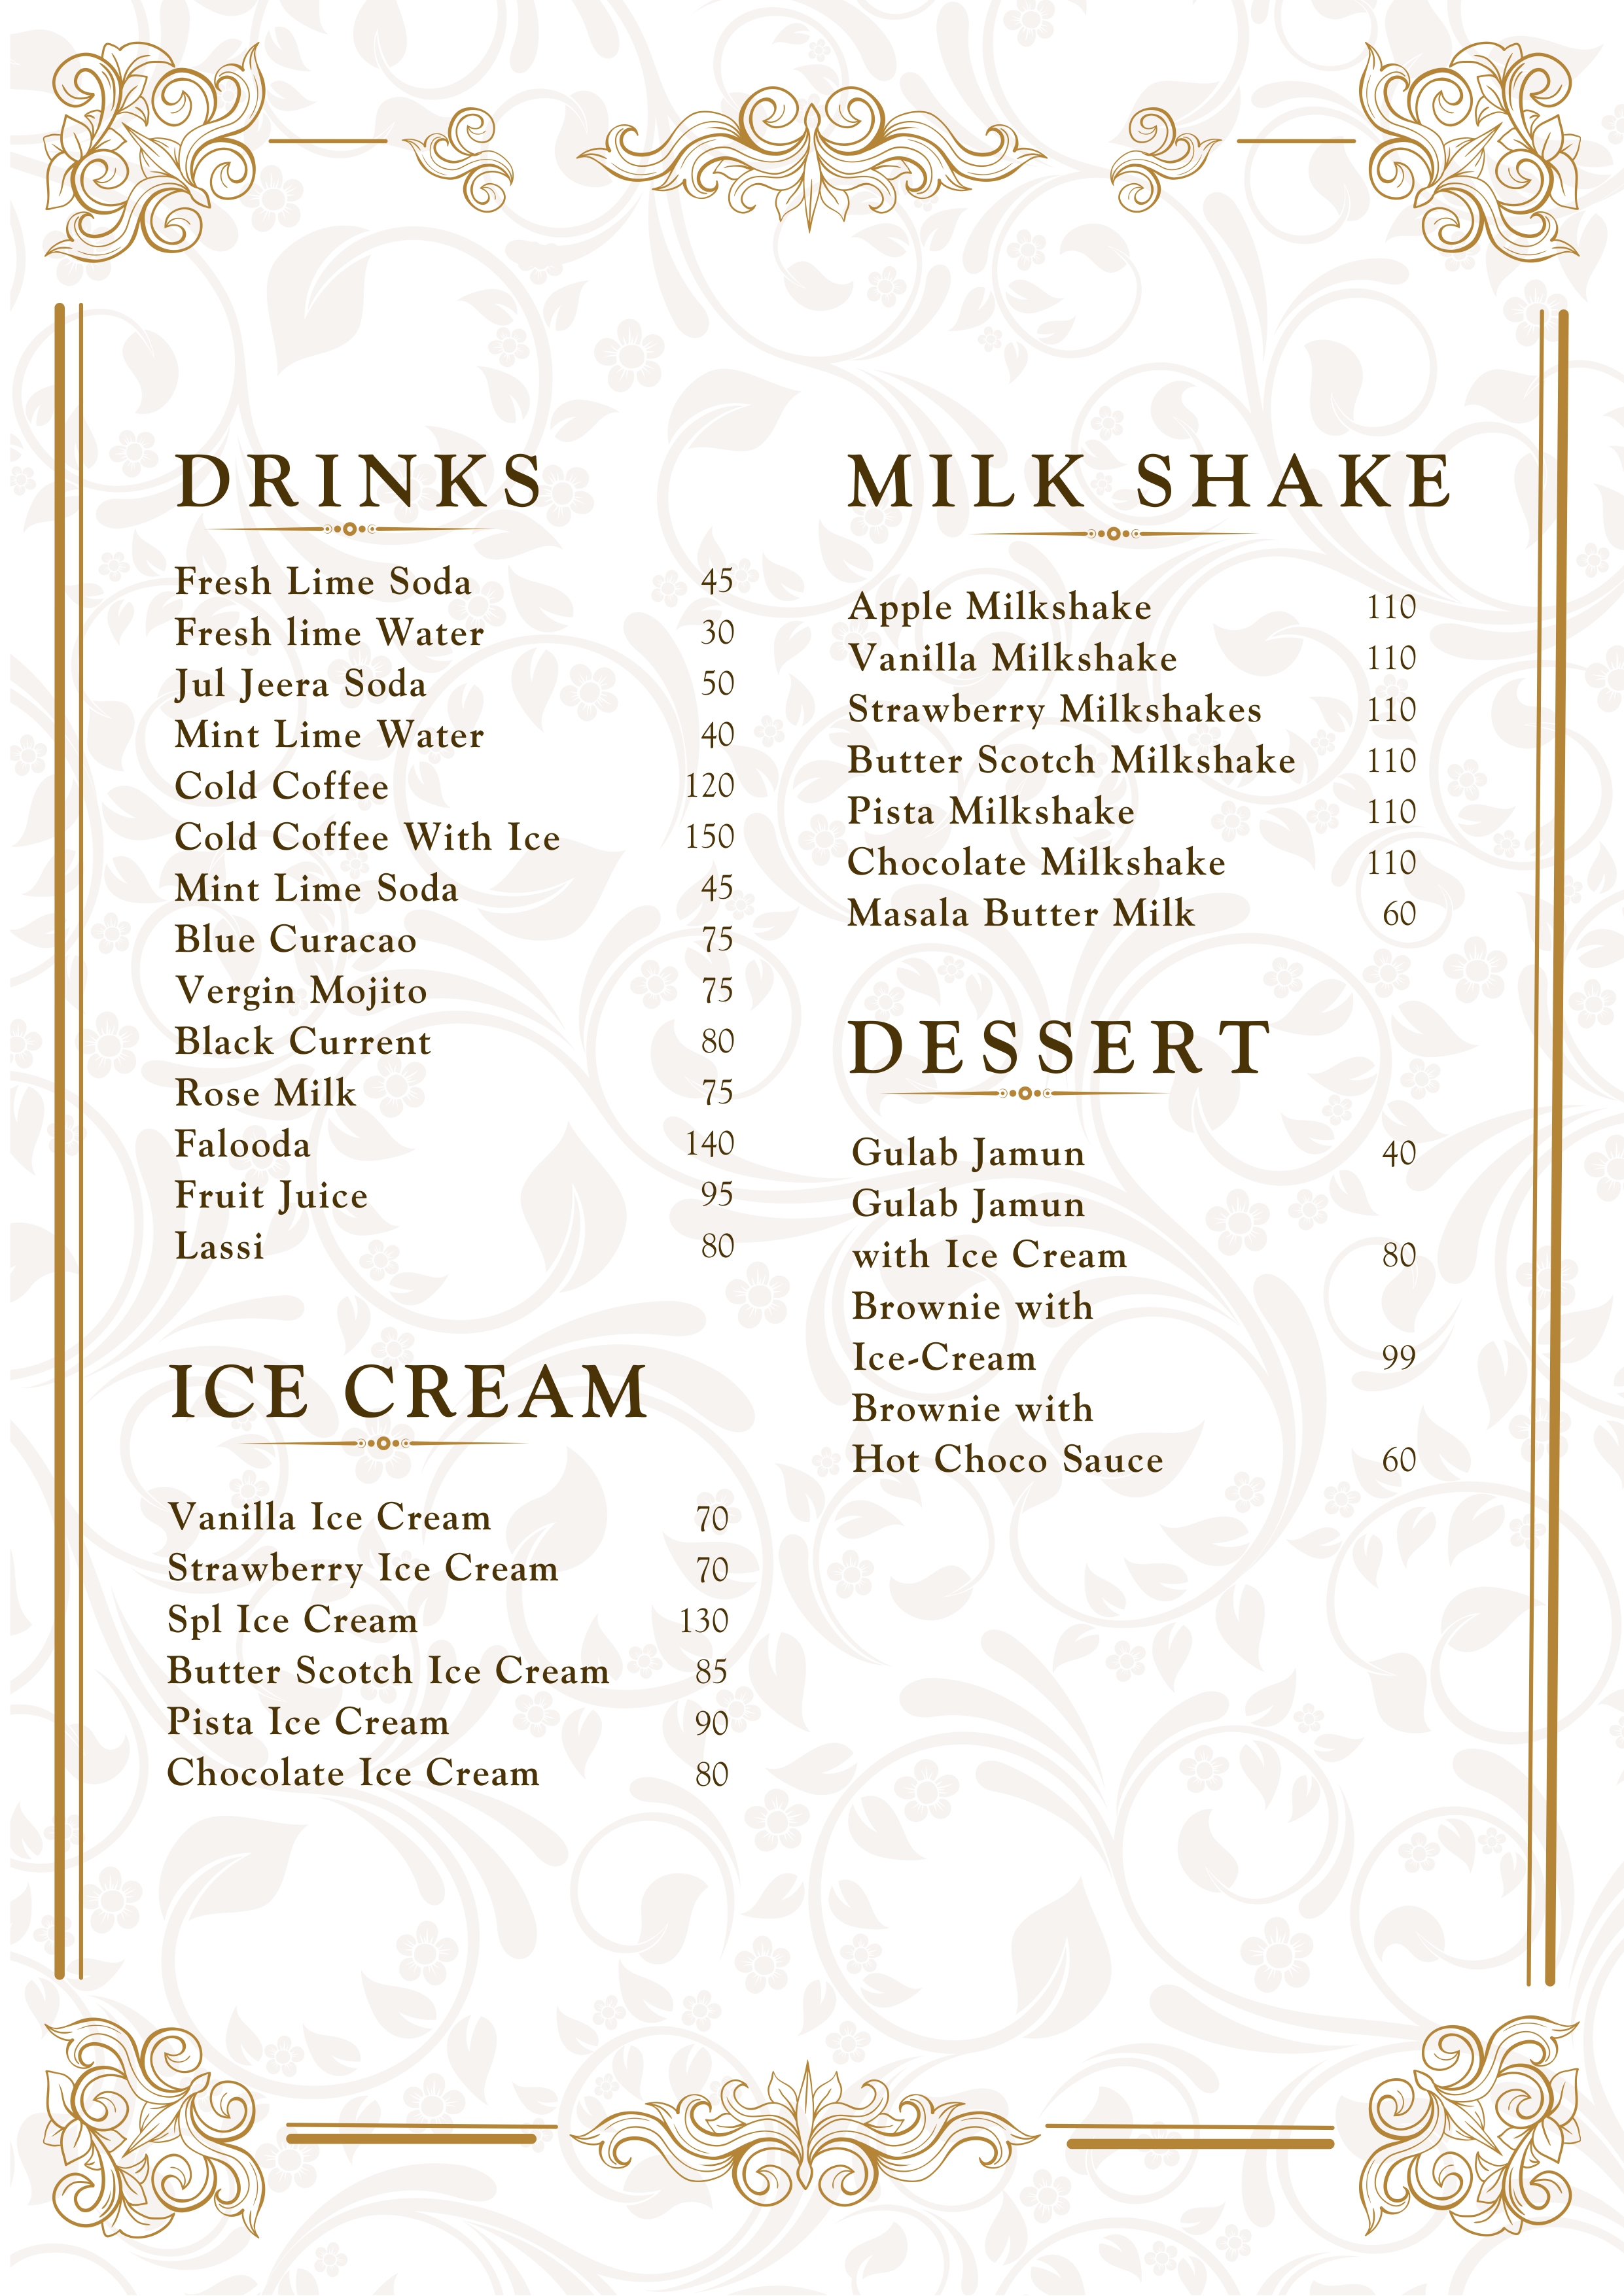 DRINKS
Fresh Lime Soda 45
Fresh lime Water 30
Jul Jeera Soda 50
Mint Lime Water 40
Cold Coffee 120
Cold Coffee With Ice 150
Mint Lime Soda 45
Blue Curacao 75
Vergin Mojito 75
Black Current 80
Rose Milk 75
Falooda 140
Fruit Juice 95
Lassi 80
ICE CREAM
Vanilla Ice Cream 70
Strawberry Ice Cream 70
Spl Ice Cream 130
Butter Scotch Ice Cream 85
Pista Ice Cream 90
Chocolate Ice Cream 80
MILK SHAKE
Apple Milkshake 110
Vanilla Milkshake 110
Strawberry Milkshakes 110
Butter Scotch Milkshake 110
Pista Milkshake 110
Chocolate Milkshake 110
Masala Butter Milk 60
DESSERT
Gulab Jamun 40
Gulab Jamun
with Ice Cream 80
Brownie with
Ice-Cream 99
Brownie with
Hot Choco Sauce 60